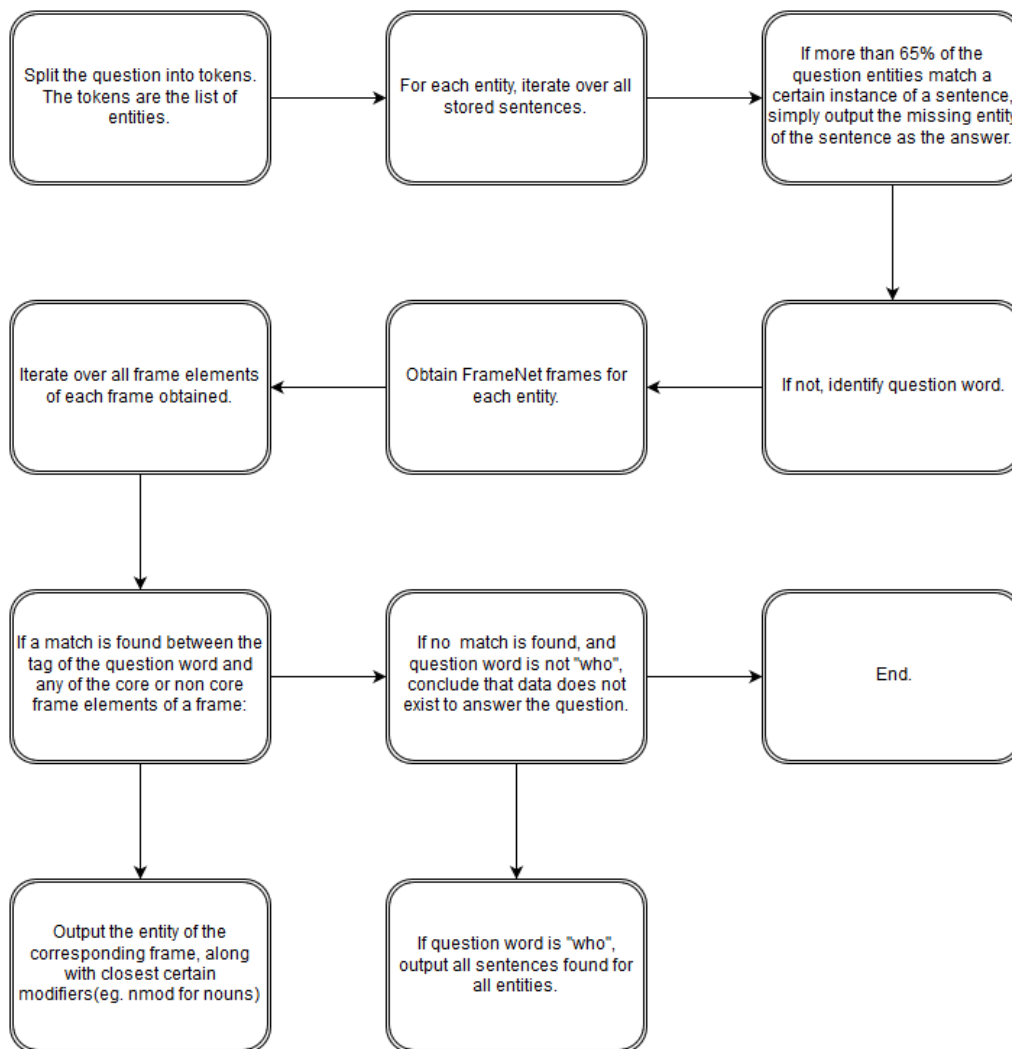 Split the question into tokens.
The tokens are the list of
entities.
For each entity, iterate over all
stored sentences.
If more than 65% of the
question entities match a
certain instance of a sentence,
simply output the missing entity
of the sentence as the answer.
If not, identify question word.
Obtain FrameNet frames for
each entity.
Iterate over all frame elements
of each frame obtained.
If a match is found between the
tag of the question word and
any of the core or non core
frame elements of a frame:
If no match is found, and
question word is not "who",
conclude that data does not
exist to answer the question.
End.
Output the entity of the
corresponding frame, along
with closest certain
modifiers(eg. nmod for nouns)
If question word is "who",
output all sentences found for
all entities.